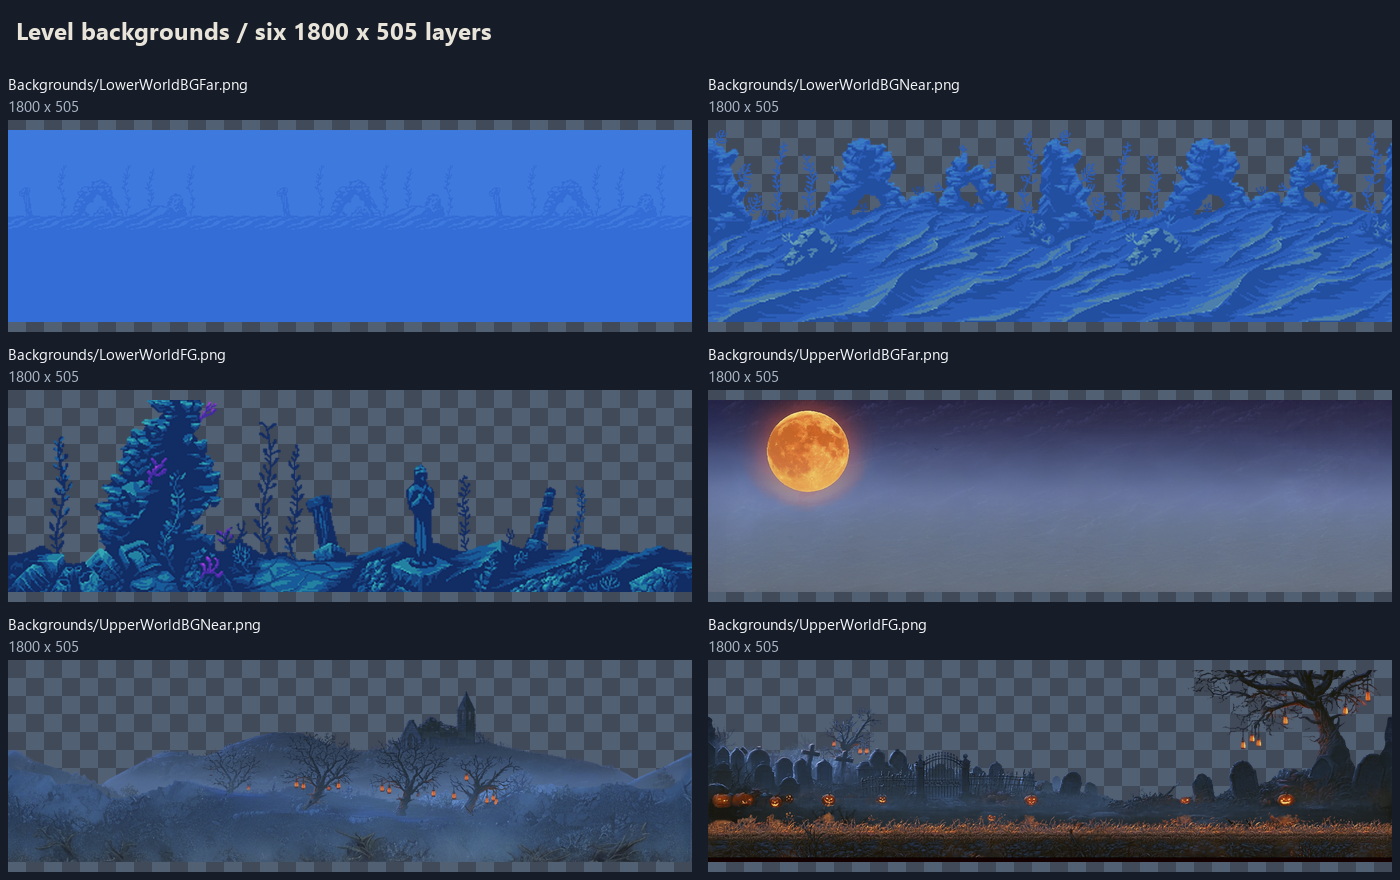 Level backgrounds / six 1800 x 505 layers
Backgrounds/LowerWorldBGFar.png
1800 x 505
Backgrounds/LowerWorldBGNear.png
1800 x 505
Backgrounds/LowerWorldFG.png
1800 x 505
Backgrounds/UpperWorldBGFar.png
1800 x 505
Backgrounds/UpperWorldBGNear.png
1800 x 505
Backgrounds/UpperWorldFG.png
1800 x 505